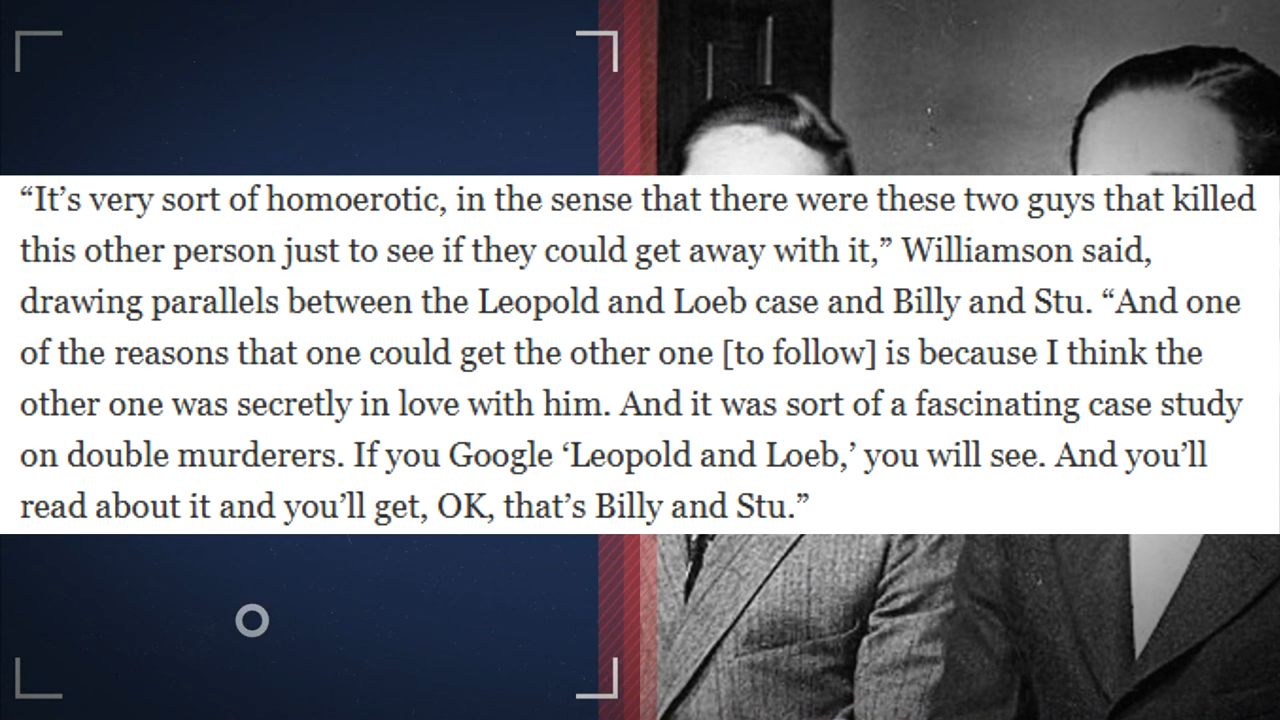 “It’s very sort of homoerotic, in the sense that there were these two guys that killed
this other person just to see if they could get away with it,” Williamson said,
drawing parallels between the Leopold and Loeb case and Billy and Stu. “And one
of the reasons that one could get the other one [to follow] is because I think the
other one was secretly in love with him. And it was sort of a fascinating case study
on double murderers. If you Google ‘Leopold and Loeb,’ you will see. And you’ll
read about it and you’ll get, OK, that’s Billy and Stu.”